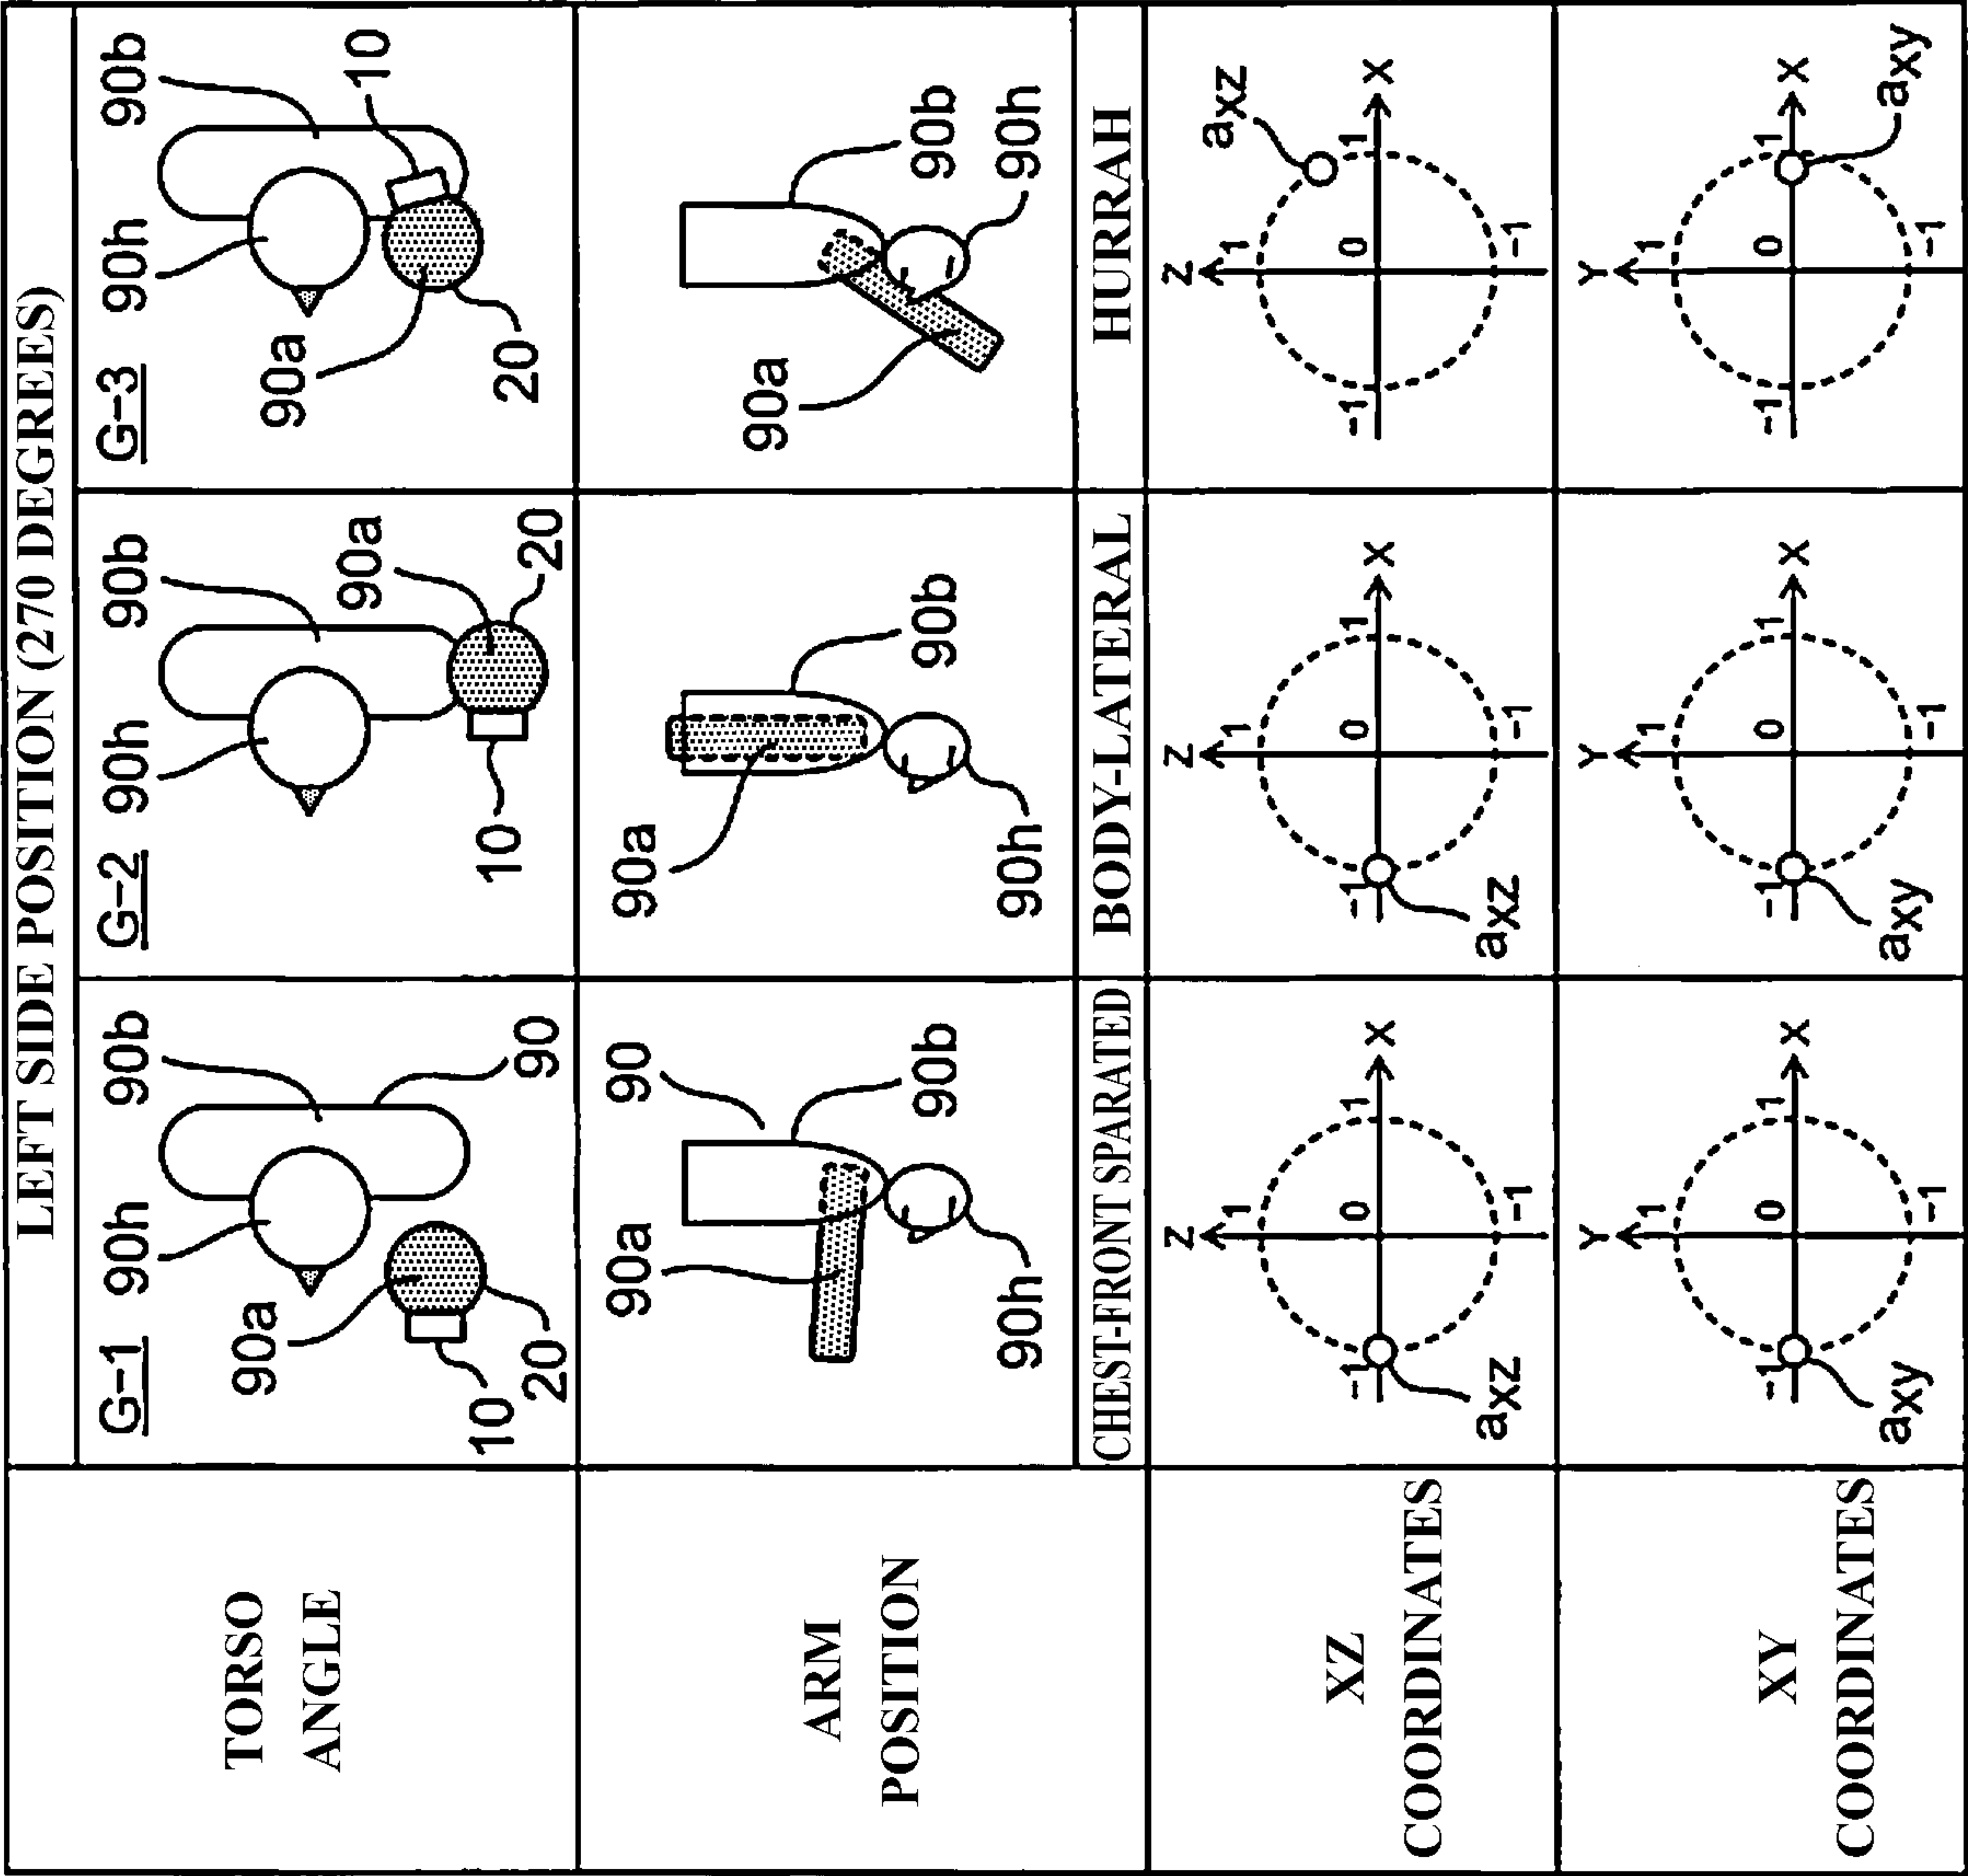 LEFT SIDE POSITION (270 DEGREES)
TORSO
ANGLE
G-1 90h 90b
90a
90
10
20
G-2 90h 90b
90a
20
10
G-3 90h 90b
10
90a
20
ARM
POSITION
90
90a
90b
90h
90a
90b
90h
90a
90b
90h
CHEST-FRONT SPARATED
BODY-LATERAL
HURRAH
XZ
COORDINATES
Z
1
-1 0 1 X
-1
axz
Z
1
-1 0 1 X
-1
axz
Z
1
axz
-1 0 1 X
-1
XY
COORDINATES
Y
1
-1 0 1 X
-1
axy
Y
1
-1 0 1 X
-1
axy
Y
1
-1 0 1 X
-1
axy